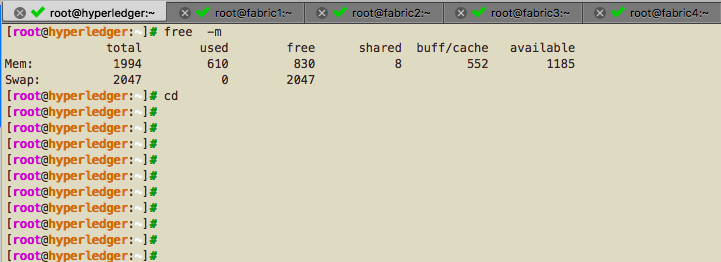 root@hyperledger:~ root@fabric1:~ root@fabric2:~ root@fabric3:~ root@fabric4:~
[root@hyperledger:~]# free  -m
              total        used        free      shared  buff/cache   available
Mem:           1994         610         830           8         552        1185
Swap:          2047           0        2047
[root@hyperledger:~]# cd
[root@hyperledger:~]#
[root@hyperledger:~]#
[root@hyperledger:~]#
[root@hyperledger:~]#
[root@hyperledger:~]#
[root@hyperledger:~]#
[root@hyperledger:~]#
[root@hyperledger:~]#
[root@hyperledger:~]#
[root@hyperledger:~]#